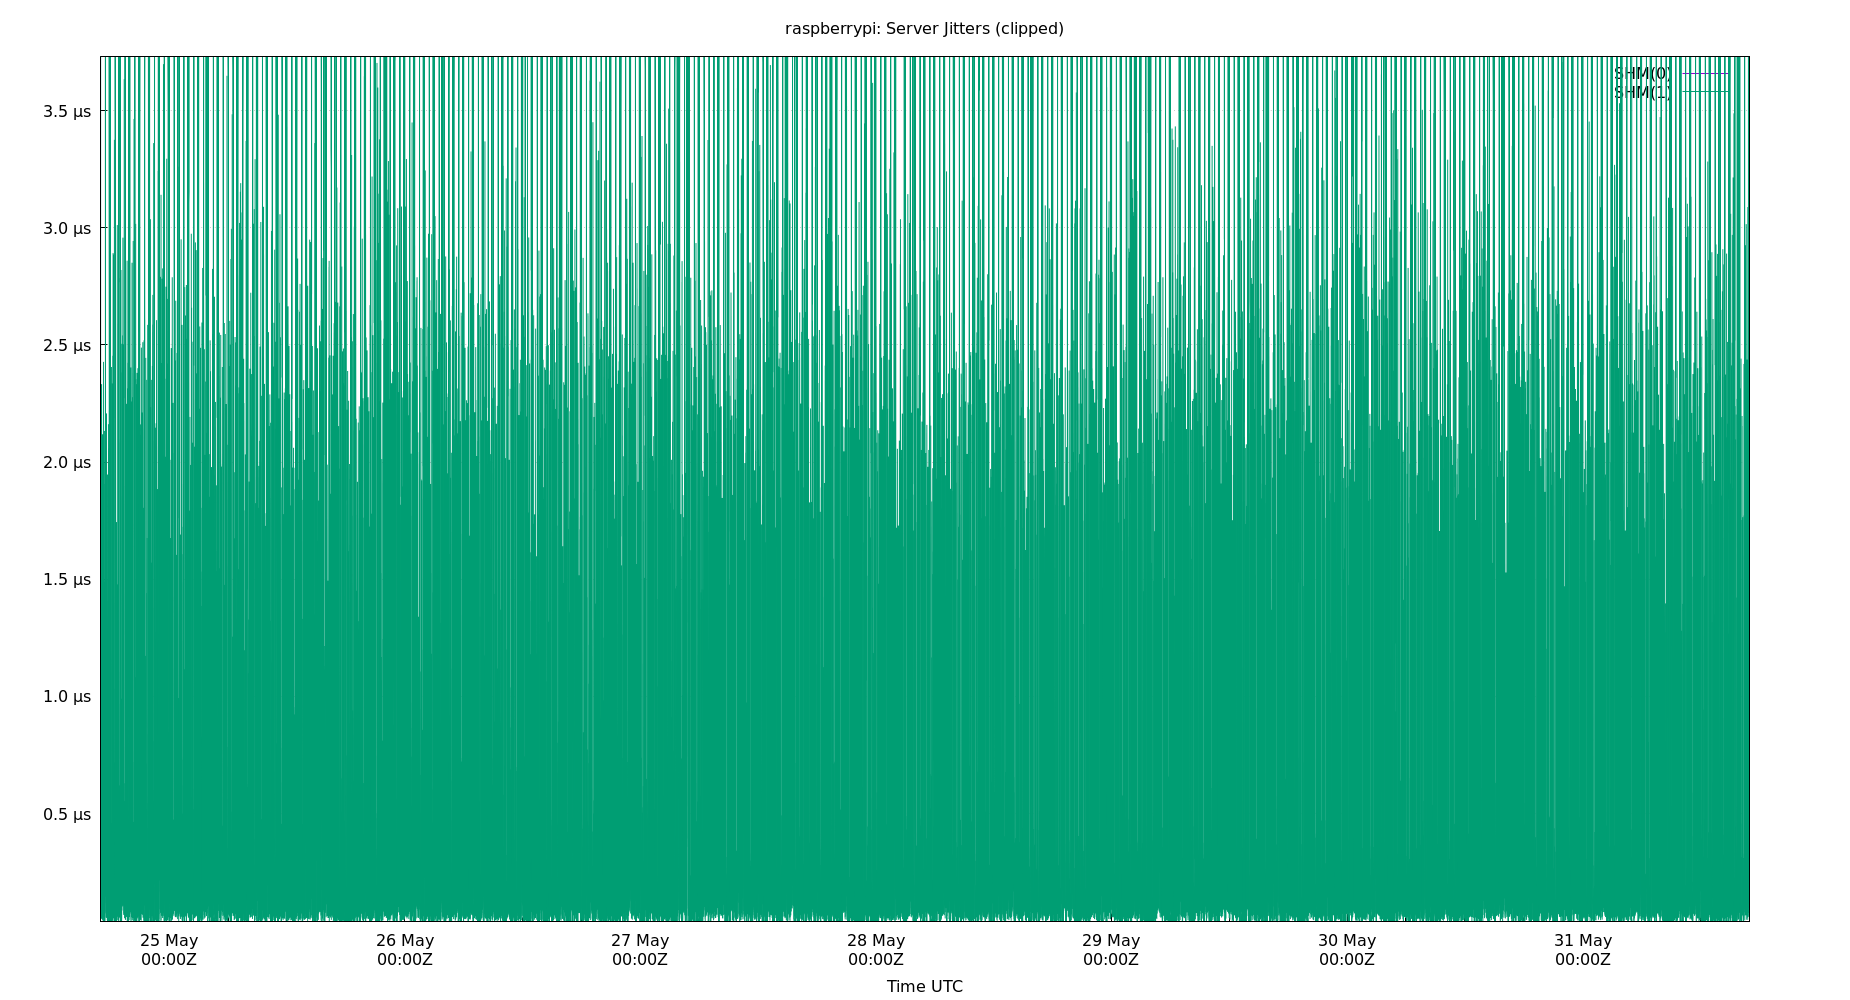 raspberrypi: Server Jitters (clipped)
SHM(0)
SHM(1)
3.5 µs
3.0 µs
2.5 µs
2.0 µs
1.5 µs
1.0 µs
0.5 µs
25 May 26 May 27 May 28 May 29 May 30 May 31 May
00:00Z 00:00Z 00:00Z 00:00Z 00:00Z 00:00Z 00:00Z
Time UTC